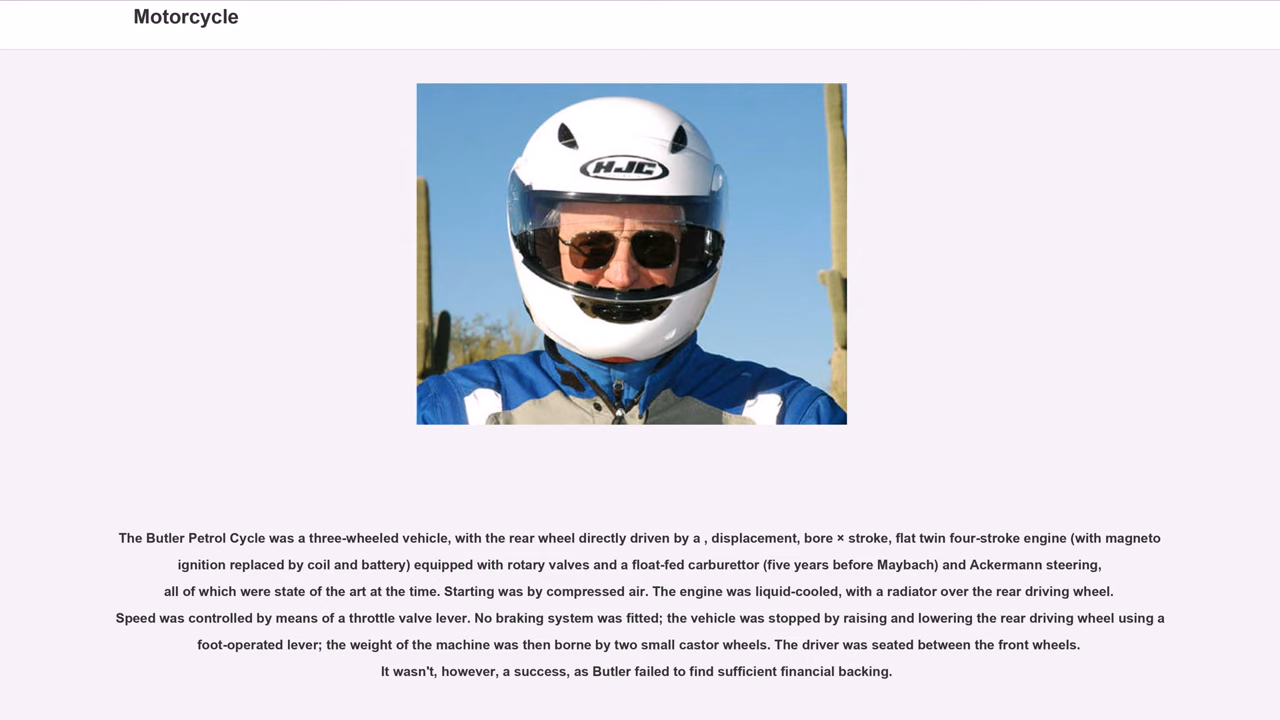 Motorcycle
HJC
The Butler Petrol Cycle was a three-wheeled vehicle, with the rear wheel directly driven by a , displacement, bore × stroke, flat twin four-stroke engine (with magneto
ignition replaced by coil and battery) equipped with rotary valves and a float-fed carburettor (five years before Maybach) and Ackermann steering,
all of which were state of the art at the time. Starting was by compressed air. The engine was liquid-cooled, with a radiator over the rear driving wheel.
Speed was controlled by means of a throttle valve lever. No braking system was fitted; the vehicle was stopped by raising and lowering the rear driving wheel using a
foot-operated lever; the weight of the machine was then borne by two small castor wheels. The driver was seated between the front wheels.
It wasn't, however, a success, as Butler failed to find sufficient financial backing.